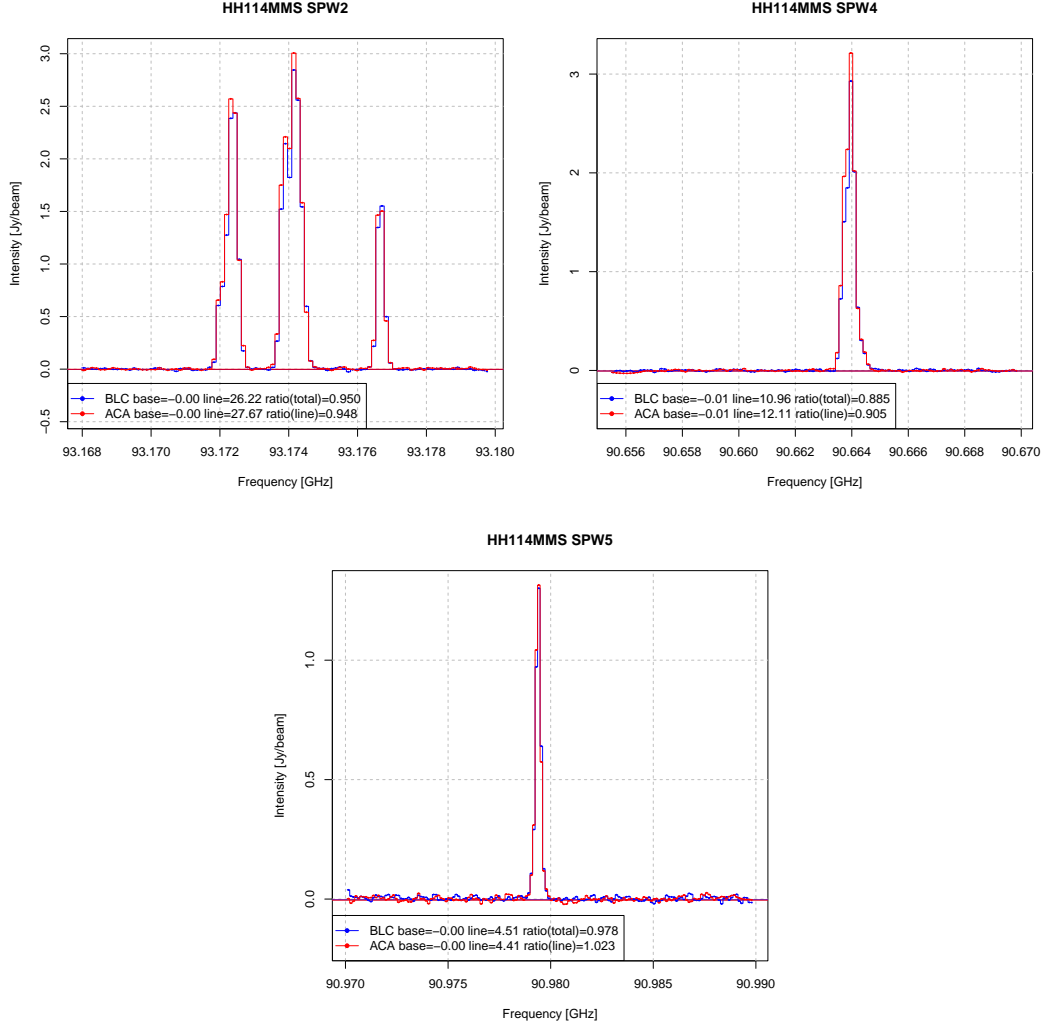 HH114MMS SPW2
Intensity [Jy/beam]
3.0
2.5
2.0
1.5
1.0
0.5
0.0
−0.5
BLC base=−0.00 line=26.22 ratio(total)=0.950
ACA base=−0.00 line=27.67 ratio(line)=0.948
93.168 93.170 93.172 93.174 93.176 93.178 93.180
Frequency [GHz]
HH114MMS SPW4
Intensity [Jy/beam]
3
2
1
0
BLC base=−0.01 line=10.96 ratio(total)=0.885
ACA base=−0.01 line=12.11 ratio(line)=0.905
90.656 90.660 90.662 90.664 90.666 90.668 90.670
Frequency [GHz]
HH114MMS SPW5
Intensity [Jy/beam]
1.0
0.5
0.0
BLC base=−0.00 line=4.51 ratio(total)=0.978
ACA base=−0.00 line=4.41 ratio(line)=1.023
90.970 90.975 90.980 90.985 90.990
Frequency [GHz]